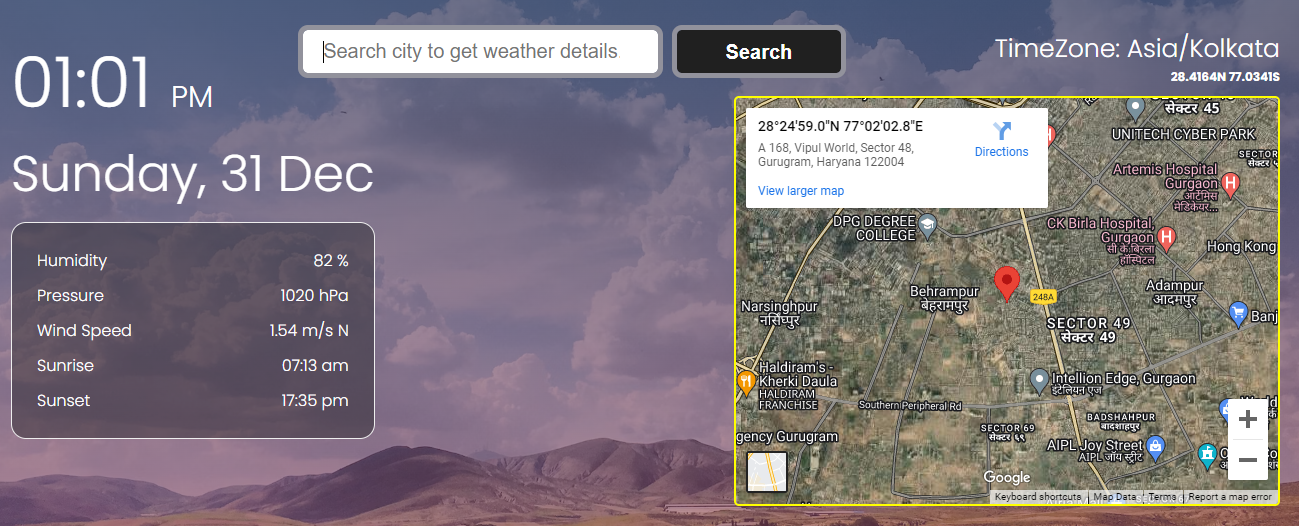 Search city to get weather details
Search
01:01 PM
Sunday, 31 Dec
Humidity 82 %
Pressure 1020 hPa
Wind Speed 1.54 m/s N
Sunrise 07:13 am
Sunset 17:35 pm
TimeZone: Asia/Kolkata
28.4164N 77.0341S
28°24'59.0"N 77°02'02.8"E
A 168, Vipul World, Sector 48,
Gurugram, Haryana 122004
Directions
View larger map
सेक्टर 45
UNITECH CYBER PARK
SECTOR
Artemis Hospital
Gurgaon
आर्टेमिस
मेडिकेयर...
DPG DEGREE
COLLEGE
CK Birla Hospital,
Gurgaon
सी के बिरला
हॉस्पिटल
Hong Kong
Behrampur
बेहरामपुर
248A
Adampur
आदमपुर
Narsinghpur
नर्सिंघपुर
Banj
SECTOR 49
सेक्टर 49
Haldiram's -
Kherki Daula
HALDIRAM
FRANCHISE
Intellion Edge, Gurgaon
इंटेलियन एज
Southern Peripheral Rd
BADSHAHPUR
बादशाहपुर
SECTOR 69
सेक्टर ६९
gency Gurugram
AIPL Joy Street
AIPL जॉय स्ट्रीट
Google
Keyboard shortcuts
Map Data
Terms
Report a map error